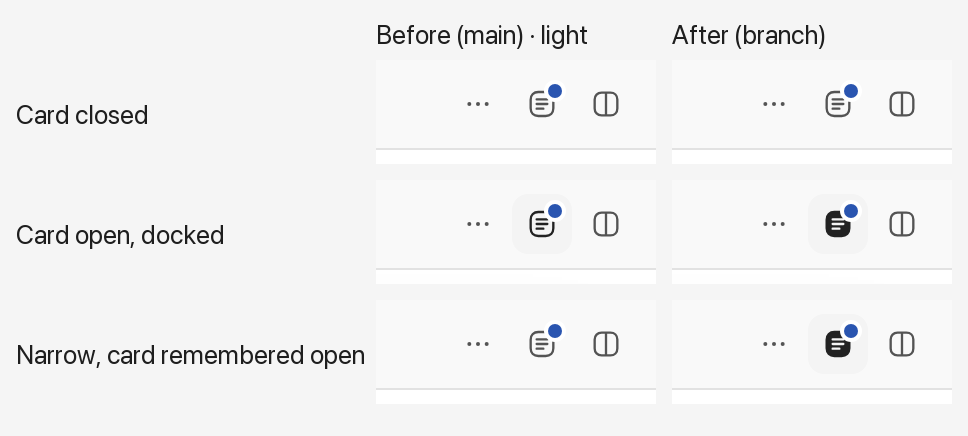 Before (main) · light
After (branch)
Card closed
Card open, docked
Narrow, card remembered open